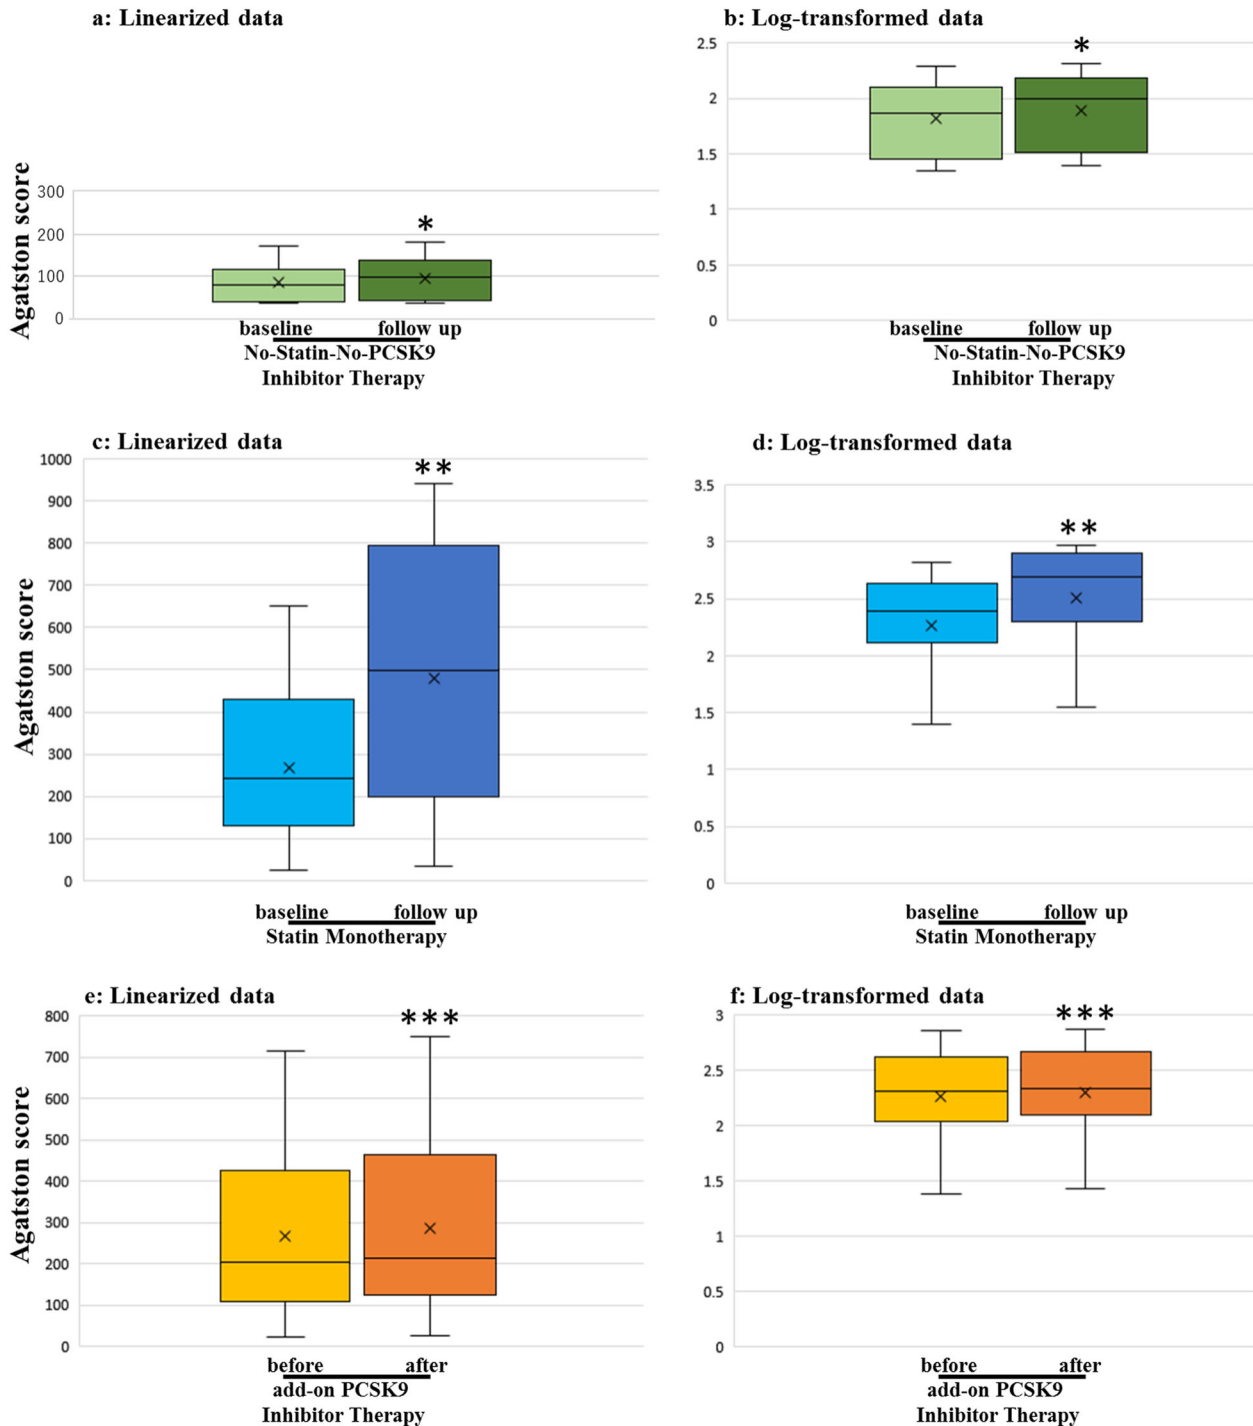 a: Linearized data
Agatston score
300
200
100
0
*
baseline follow up
No-Statin-No-PCSK9
Inhibitor Therapy
b: Log-transformed data
2.5
2
1.5
1
0.5
0
*
baseline follow up
No-Statin-No-PCSK9
Inhibitor Therapy
c: Linearized data
Agatston score
1000
900
800
700
600
500
400
300
200
100
0
**
baseline follow up
Statin Monotherapy
d: Log-transformed data
3.5
3
2.5
2
1.5
1
0.5
0
**
baseline follow up
Statin Monotherapy
e: Linearized data
Agatston score
800
700
600
500
400
300
200
100
0
***
before after
add-on PCSK9
Inhibitor Therapy
f: Log-transformed data
3
2.5
2
1.5
1
0.5
0
***
before after
add-on PCSK9
Inhibitor Therapy